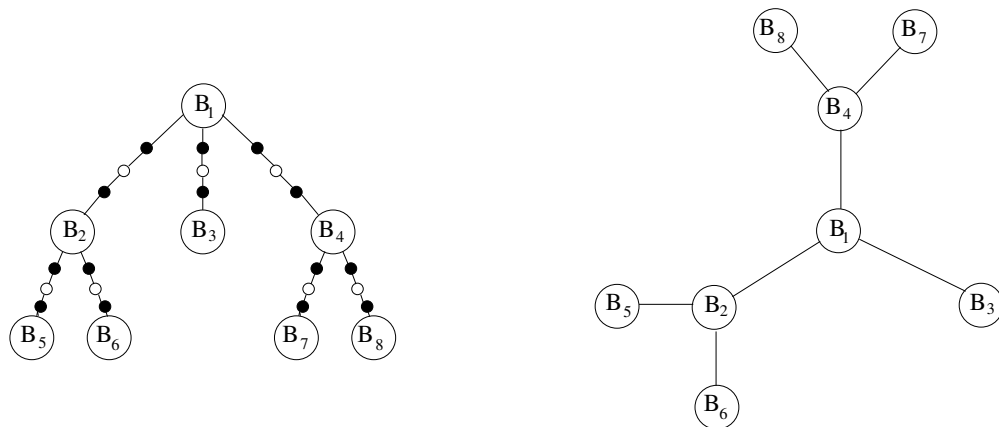 B₁
B₂ B₃ B₄
B₅ B₆ B₇ B₈
B₈ B₇
B₄
B₁
B₅ B₂ B₃
B₆